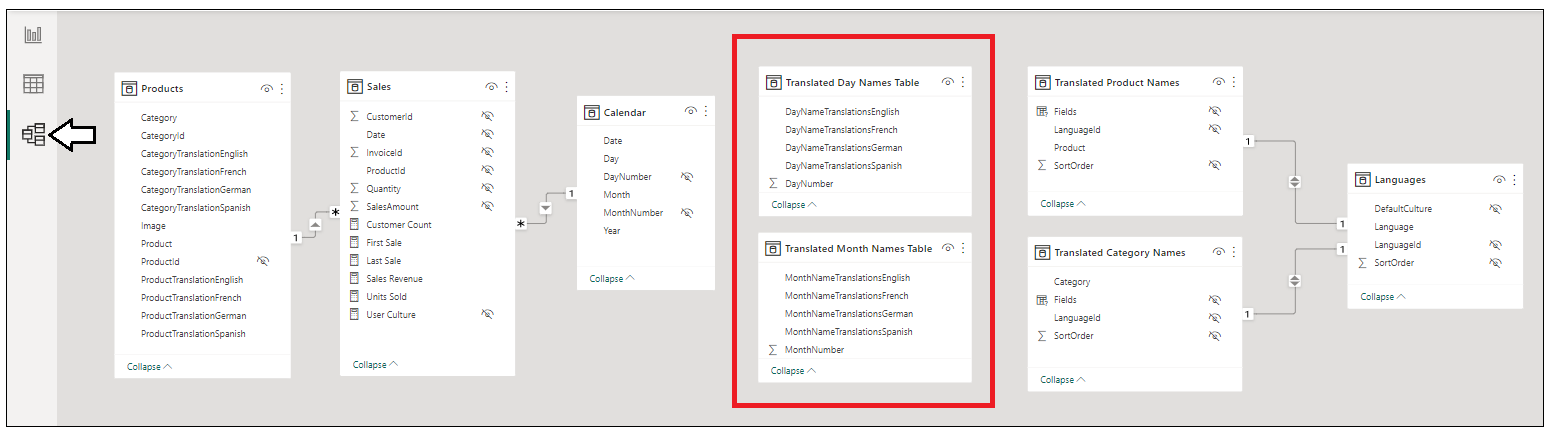 Products
Category
CategoryId
CategoryTranslationEnglish
CategoryTranslationFrench
CategoryTranslationGerman
CategoryTranslationSpanish
Image
Product
ProductId
ProductTranslationEnglish
ProductTranslationFrench
ProductTranslationGerman
ProductTranslationSpanish
Collapse
1
*
Sales
CustomerId
Date
InvoiceId
ProductId
Quantity
SalesAmount
Customer Count
First Sale
Last Sale
Sales Revenue
Units Sold
User Culture
Collapse
*
1
Calendar
Date
Day
DayNumber
Month
MonthNumber
Year
Collapse
Translated Day Names Table
DayNameTranslationsEnglish
DayNameTranslationsFrench
DayNameTranslationsGerman
DayNameTranslationsSpanish
DayNumber
Collapse
Translated Month Names Table
MonthNameTranslationsEnglish
MonthNameTranslationsFrench
MonthNameTranslationsGerman
MonthNameTranslationsSpanish
MonthNumber
Collapse
Translated Product Names
Fields
LanguageId
Product
SortOrder
Collapse
1
1
Translated Category Names
Category
Fields
LanguageId
SortOrder
Collapse
1
1
Languages
DefaultCulture
Language
LanguageId
SortOrder
Collapse